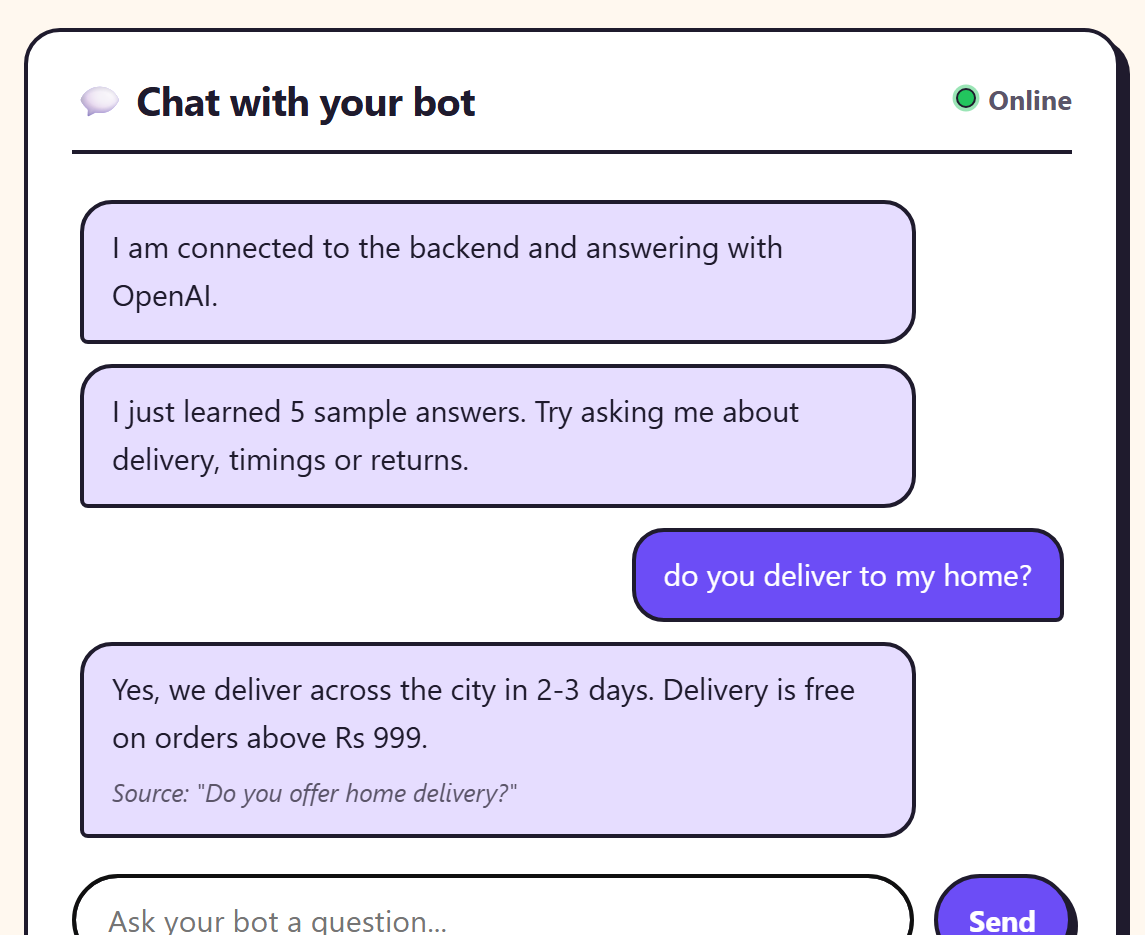 Chat with your bot
Online
I am connected to the backend and answering with
OpenAI.
I just learned 5 sample answers. Try asking me about
delivery, timings or returns.
do you deliver to my home?
Yes, we deliver across the city in 2-3 days. Delivery is free
on orders above Rs 999.
Source: "Do you offer home delivery?"
Ask your bot a question...
Send